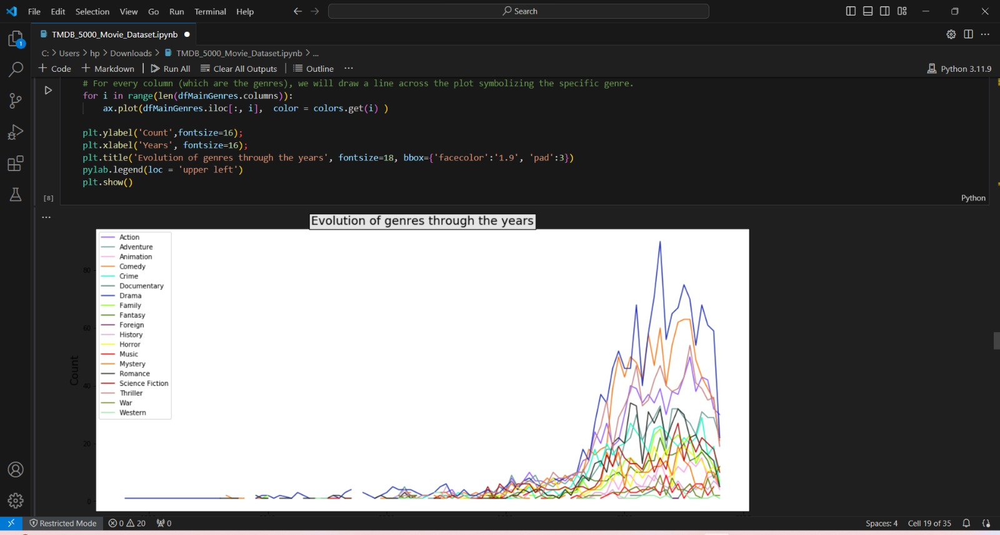 File Edit Selection View Go Run Terminal Help
Search
TMDB_5000_Movie_Dataset.ipynb
1
C: > Users > hp > Downloads > TMDB_5000_Movie_Dataset.ipynb > ...
+ Code + Markdown | Run All Clear All Outputs | Outline ...
Python 3.11.9
# For every column (which are the genres), we will draw a line across the plot symbolizing the specific genre.
for i in range(len(dfMainGenres.columns)):
ax.plot(dfMainGenres.iloc[:, i],  color = colors.get(i) )
plt.ylabel('Count',fontsize=16);
plt.xlabel('Years', fontsize=16);
plt.title('Evolution of genres through the years', fontsize=18, bbox={'facecolor':'1.9', 'pad':3})
pylab.legend(loc = 'upper left')
plt.show()
[8]
Python
...
Evolution of genres through the years
Action
Adventure
Animation
Comedy
Crime
Documentary
Drama
Family
Fantasy
Foreign
History
Horror
Music
Mystery
Romance
Science Fiction
Thriller
War
Western
80
60
40
20
0
Count
Restricted Mode 0 20 0
Spaces: 4 Cell 19 of 35